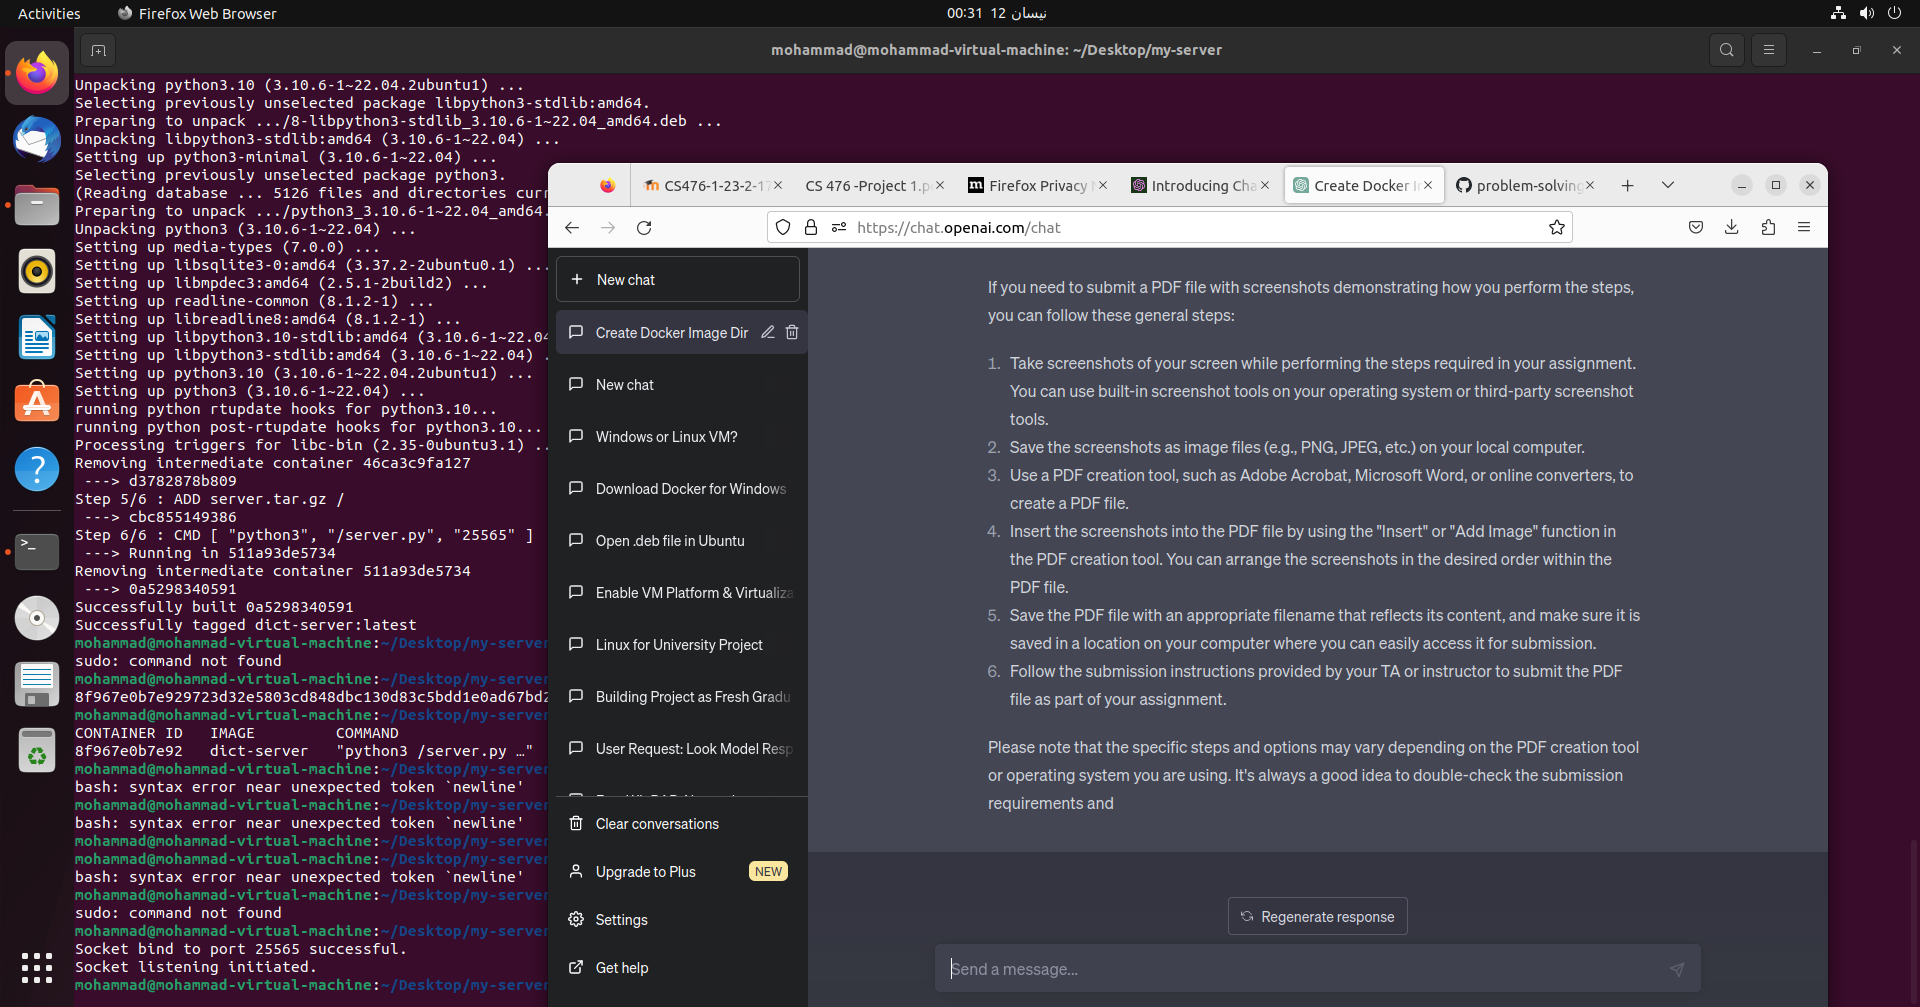 Activities
Firefox Web Browser
00:31 12 نيسان
mohammad@mohammad-virtual-machine: ~/Desktop/my-server
Unpacking python3.10 (3.10.6-1~22.04.2ubuntu1) ...
Selecting previously unselected package libpython3-stdlib:amd64.
Preparing to unpack .../8-libpython3-stdlib_3.10.6-1~22.04_amd64.deb ...
Unpacking libpython3-stdlib:amd64 (3.10.6-1~22.04) ...
Setting up python3-minimal (3.10.6-1~22.04) ...
Selecting previously unselected package python3.
(Reading database ... 5126 files and directories curr
Preparing to unpack .../python3_3.10.6-1~22.04_amd64.
Unpacking python3 (3.10.6-1~22.04) ...
Setting up media-types (7.0.0) ...
Setting up libsqlite3-0:amd64 (3.37.2-2ubuntu0.1) ...
Setting up libmpdec3:amd64 (2.5.1-2build2) ...
Setting up readline-common (8.1.2-1) ...
Setting up libreadline8:amd64 (8.1.2-1) ...
Setting up libpython3.10-stdlib:amd64 (3.10.6-1~22.04
Setting up libpython3-stdlib:amd64 (3.10.6-1~22.04) .
Setting up python3.10 (3.10.6-1~22.04.2ubuntu1) ...
Setting up python3 (3.10.6-1~22.04) ...
running python rtupdate hooks for python3.10...
running python post-rtupdate hooks for python3.10...
Processing triggers for libc-bin (2.35-0ubuntu3.1) ..
Removing intermediate container 46ca3c9fa127
---> d3782878b809
Step 5/6 : ADD server.tar.gz /
---> cbc855149386
Step 6/6 : CMD [ "python3", "/server.py", "25565" ]
---> Running in 511a93de5734
Removing intermediate container 511a93de5734
---> 0a5298340591
Successfully built 0a5298340591
Successfully tagged dict-server:latest
mohammad@mohammad-virtual-machine:~/Desktop/my-server
sudo: command not found
mohammad@mohammad-virtual-machine:~/Desktop/my-server
8f967e0b7e929723d32e5803cd848dbc130d83c5bdd1e0ad67bd2
mohammad@mohammad-virtual-machine:~/Desktop/my-server
CONTAINER ID IMAGE COMMAND
8f967e0b7e92 dict-server "python3 /server.py …"
mohammad@mohammad-virtual-machine:~/Desktop/my-server
bash: syntax error near unexpected token `newline'
mohammad@mohammad-virtual-machine:~/Desktop/my-server
bash: syntax error near unexpected token `newline'
mohammad@mohammad-virtual-machine:~/Desktop/my-server
mohammad@mohammad-virtual-machine:~/Desktop/my-server
bash: syntax error near unexpected token `newline'
mohammad@mohammad-virtual-machine:~/Desktop/my-server
sudo: command not found
mohammad@mohammad-virtual-machine:~/Desktop/my-server
Socket bind to port 25565 successful.
Socket listening initiated.
mohammad@mohammad-virtual-machine:~/Desktop/my-server
CS476-1-23-2-17
CS 476 -Project 1.p
Firefox Privacy
Introducing Cha
Create Docker I
problem-solving
https://chat.openai.com/chat
New chat
Create Docker Image Dir
New chat
Windows or Linux VM?
Download Docker for Windows
Open .deb file in Ubuntu
Enable VM Platform & Virtualiza
Linux for University Project
Building Project as Fresh Gradu
User Request: Look Model Resp
Clear conversations
Upgrade to Plus
NEW
Settings
Get help
If you need to submit a PDF file with screenshots demonstrating how you perform the steps,
you can follow these general steps:
1. Take screenshots of your screen while performing the steps required in your assignment.
You can use built-in screenshot tools on your operating system or third-party screenshot
tools.
2. Save the screenshots as image files (e.g., PNG, JPEG, etc.) on your local computer.
3. Use a PDF creation tool, such as Adobe Acrobat, Microsoft Word, or online converters, to
create a PDF file.
4. Insert the screenshots into the PDF file by using the "Insert" or "Add Image" function in
the PDF creation tool. You can arrange the screenshots in the desired order within the
PDF file.
5. Save the PDF file with an appropriate filename that reflects its content, and make sure it is
saved in a location on your computer where you can easily access it for submission.
6. Follow the submission instructions provided by your TA or instructor to submit the PDF
file as part of your assignment.
Please note that the specific steps and options may vary depending on the PDF creation tool
or operating system you are using. It's always a good idea to double-check the submission
requirements and
Regenerate response
Send a message...